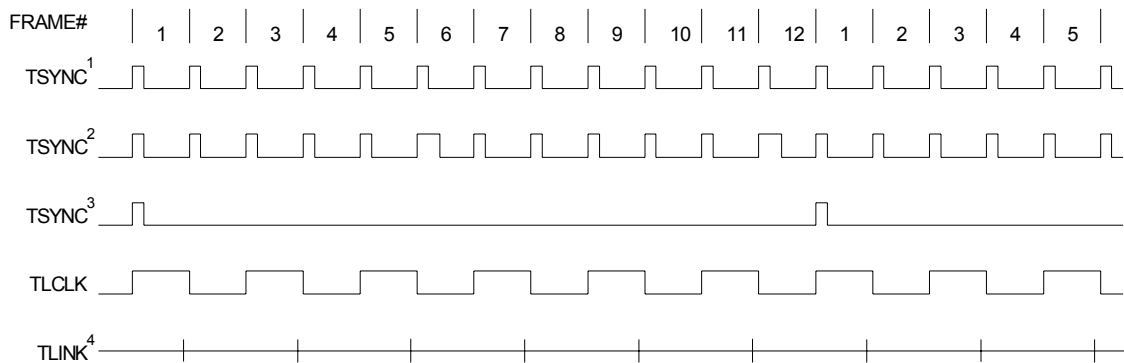 FRAME# 1 2 3 4 5 6 7 8 9 10 11 12 1 2 3 4 5
TSYNC1
TSYNC2
TSYNC3
TLCLK
TLINK4